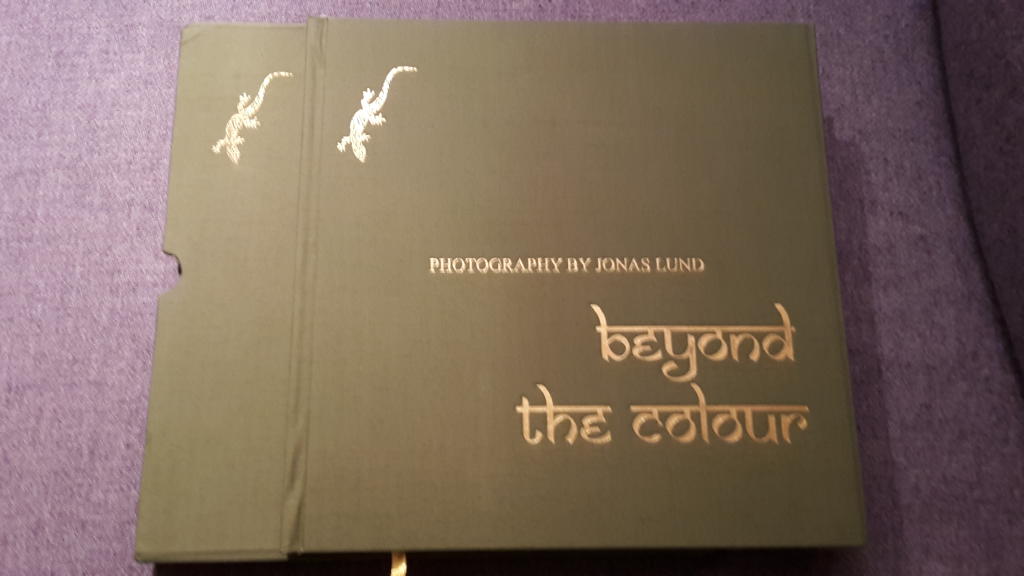 PHOTOGRAPHY BY JONAS LUND
beyond
the colour